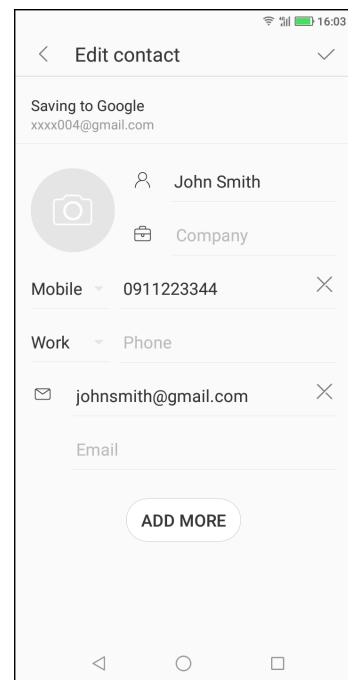 16:03
Edit contact
Saving to Google
xxxx004@gmail.com
John Smith
Company
Mobile 0911223344
Work Phone
johnsmith@gmail.com
Email
ADD MORE